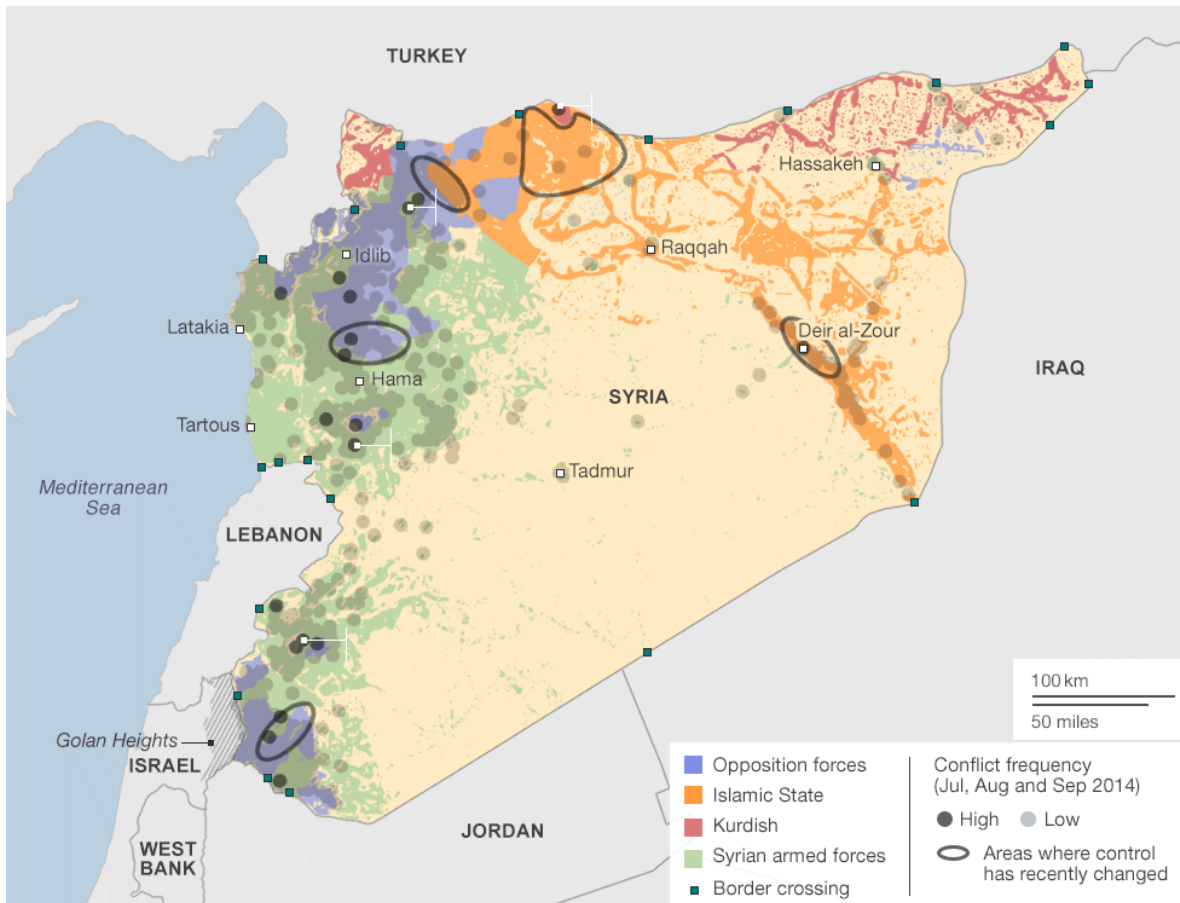 TURKEY
Hassakeh
Idlib
Raqqah
Latakia
Deir al-Zour
IRAQ
Hama
SYRIA
Tartous
Tadmur
Mediterranean
Sea
LEBANON
100 km
50 miles
Golan Heights
ISRAEL
JORDAN
WEST
BANK
Opposition forces
Islamic State
Kurdish
Syrian armed forces
Border crossing
Conflict frequency
(Jul, Aug and Sep 2014)
High Low
Areas where control
has recently changed